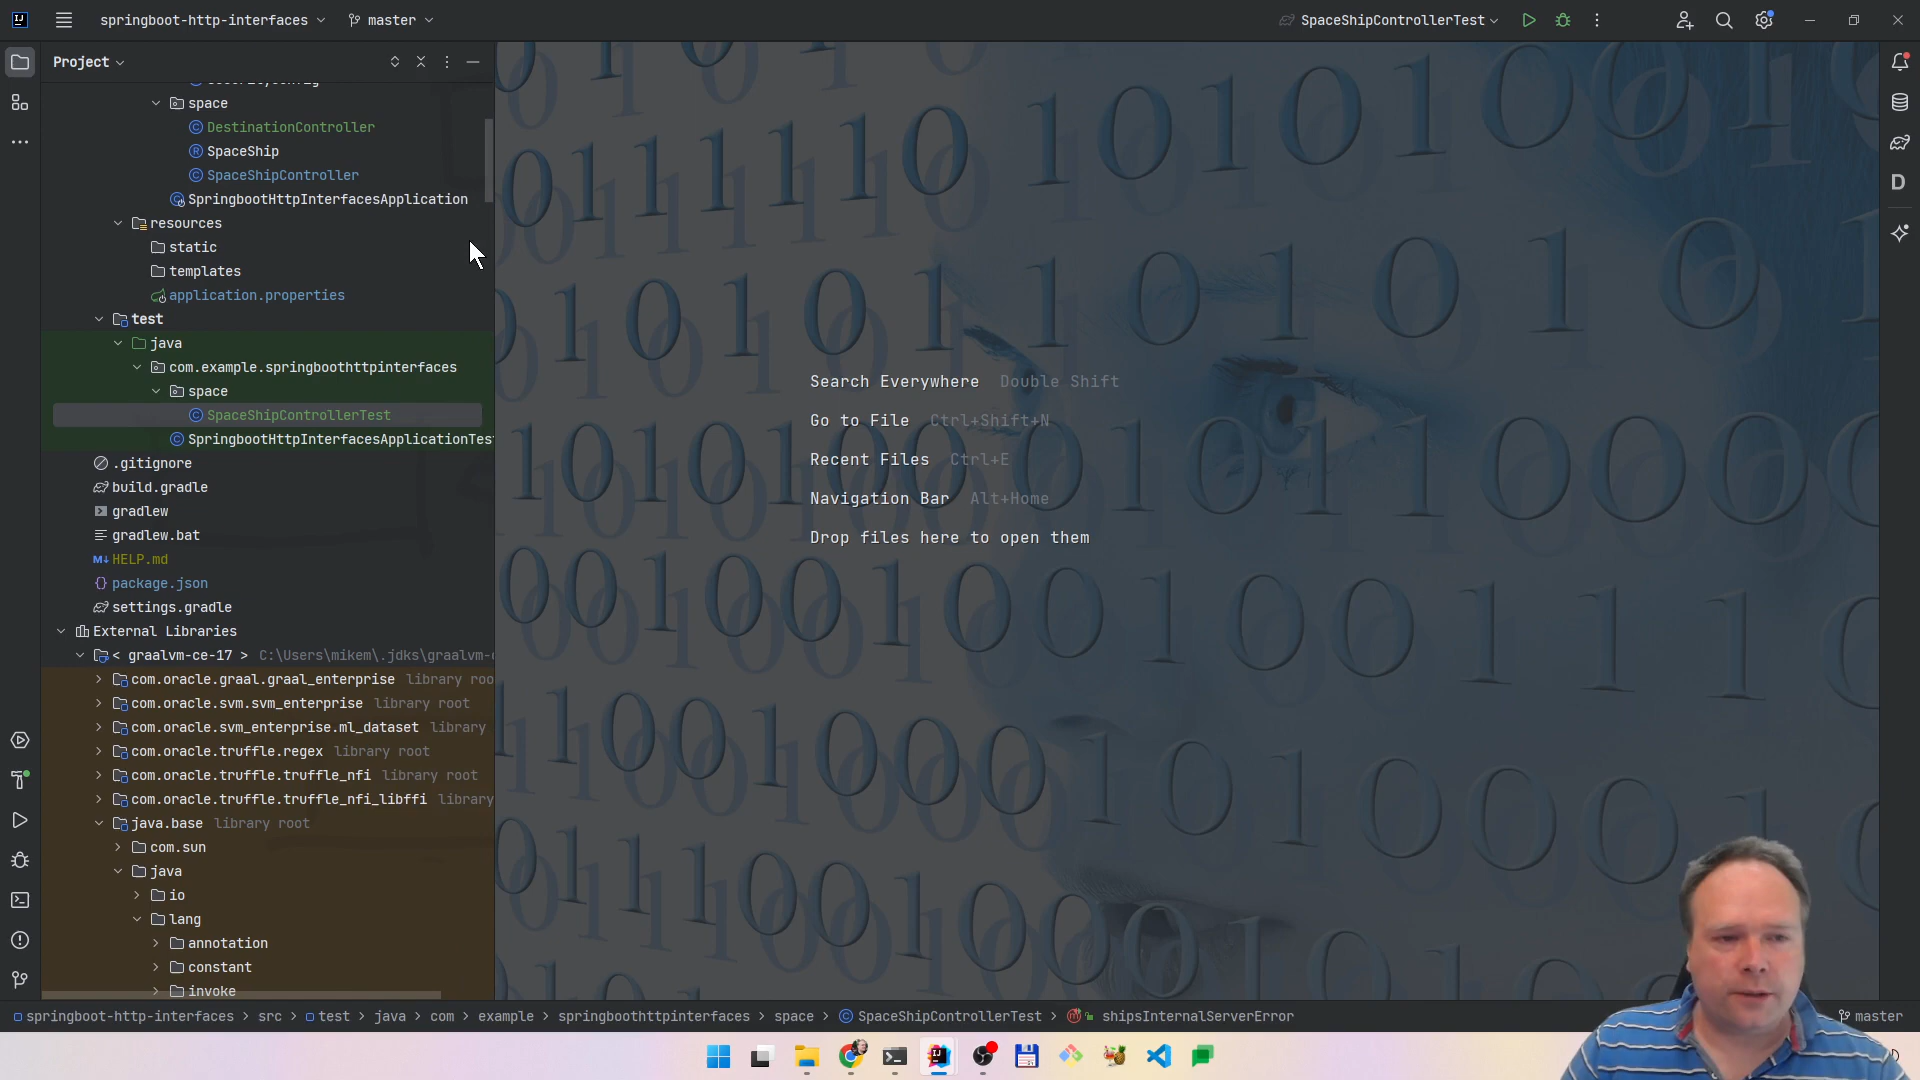 springboot-http-interfaces
master
SpaceShipControllerTest
Project
space
DestinationController
SpaceShip
SpaceShipController
SpringbootHttpInterfacesApplication
resources
static
templates
application.properties
test
java
com.example.springboothttpinterfaces
space
SpaceShipControllerTest
SpringbootHttpInterfacesApplicationTes
.gitignore
build.gradle
gradlew
gradlew.bat
M↓ HELP.md
package.json
settings.gradle
External Libraries
< graalvm-ce-17 > C:\Users\mikem\.jdks\graalvm-
com.oracle.graal.graal_enterprise library roo
com.oracle.svm.svm_enterprise library root
com.oracle.svm_enterprise.ml_dataset library
com.oracle.truffle.regex library root
com.oracle.truffle.truffle_nfi library root
com.oracle.truffle.truffle_nfi_libffi library
java.base library root
com.sun
java
io
lang
annotation
constant
invoke
Search Everywhere Double Shift
Go to File Ctrl+Shift+N
Recent Files Ctrl+E
Navigation Bar Alt+Home
Drop files here to open them
springboot-http-interfaces > src > test > java > com > example > springboothttpinterfaces > space > SpaceShipControllerTest > shipsInternalServerError
master